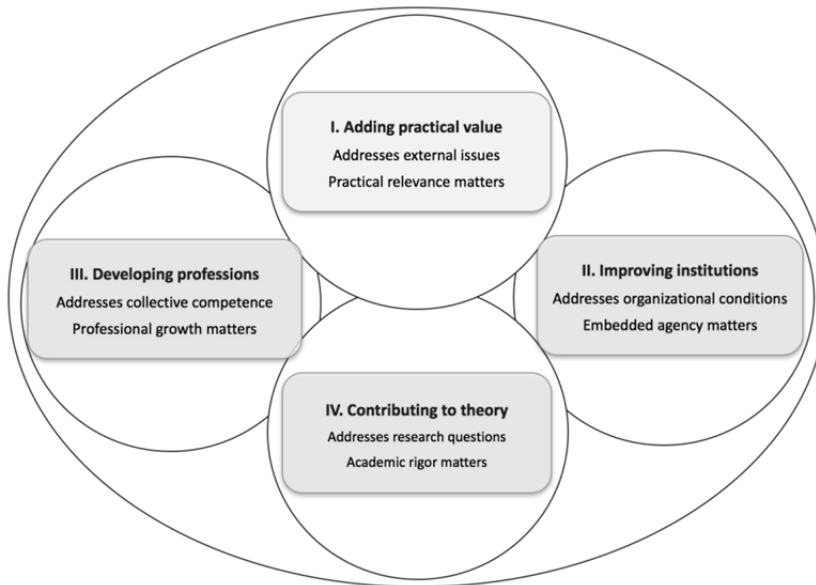 I. Adding practical value
Addresses external issues
Practical relevance matters
III. Developing professions
Addresses collective competence
Professional growth matters
II. Improving institutions
Addresses organizational conditions
Embedded agency matters
IV. Contributing to theory
Addresses research questions
Academic rigor matters